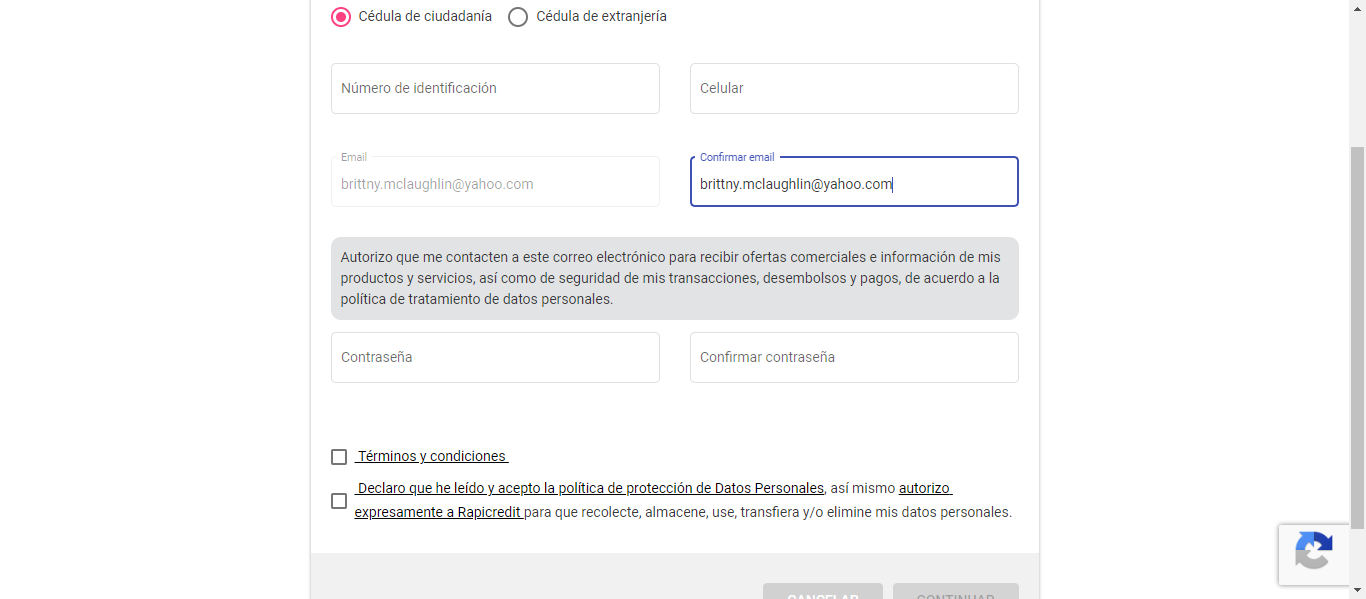 Cédula de ciudadanía Cédula de extranjería
Número de identificación Celular
Email Confirmar email
brittny.mclaughlin@yahoo.com brittny.mclaughlin@yahoo.com
Autorizo que me contacten a este correo electrónico para recibir ofertas comerciales e información de mis
productos y servicios, así como de seguridad de mis transacciones, desembolsos y pagos, de acuerdo a la
política de tratamiento de datos personales.
Contraseña Confirmar contraseña
Términos y condiciones
Declaro que he leído y acepto la política de protección de Datos Personales, así mismo autorizo
expresamente a Rapicredit para que recolecte, almacene, use, transfiera y/o elimine mis datos personales.
CANCELAR CONTINUAR